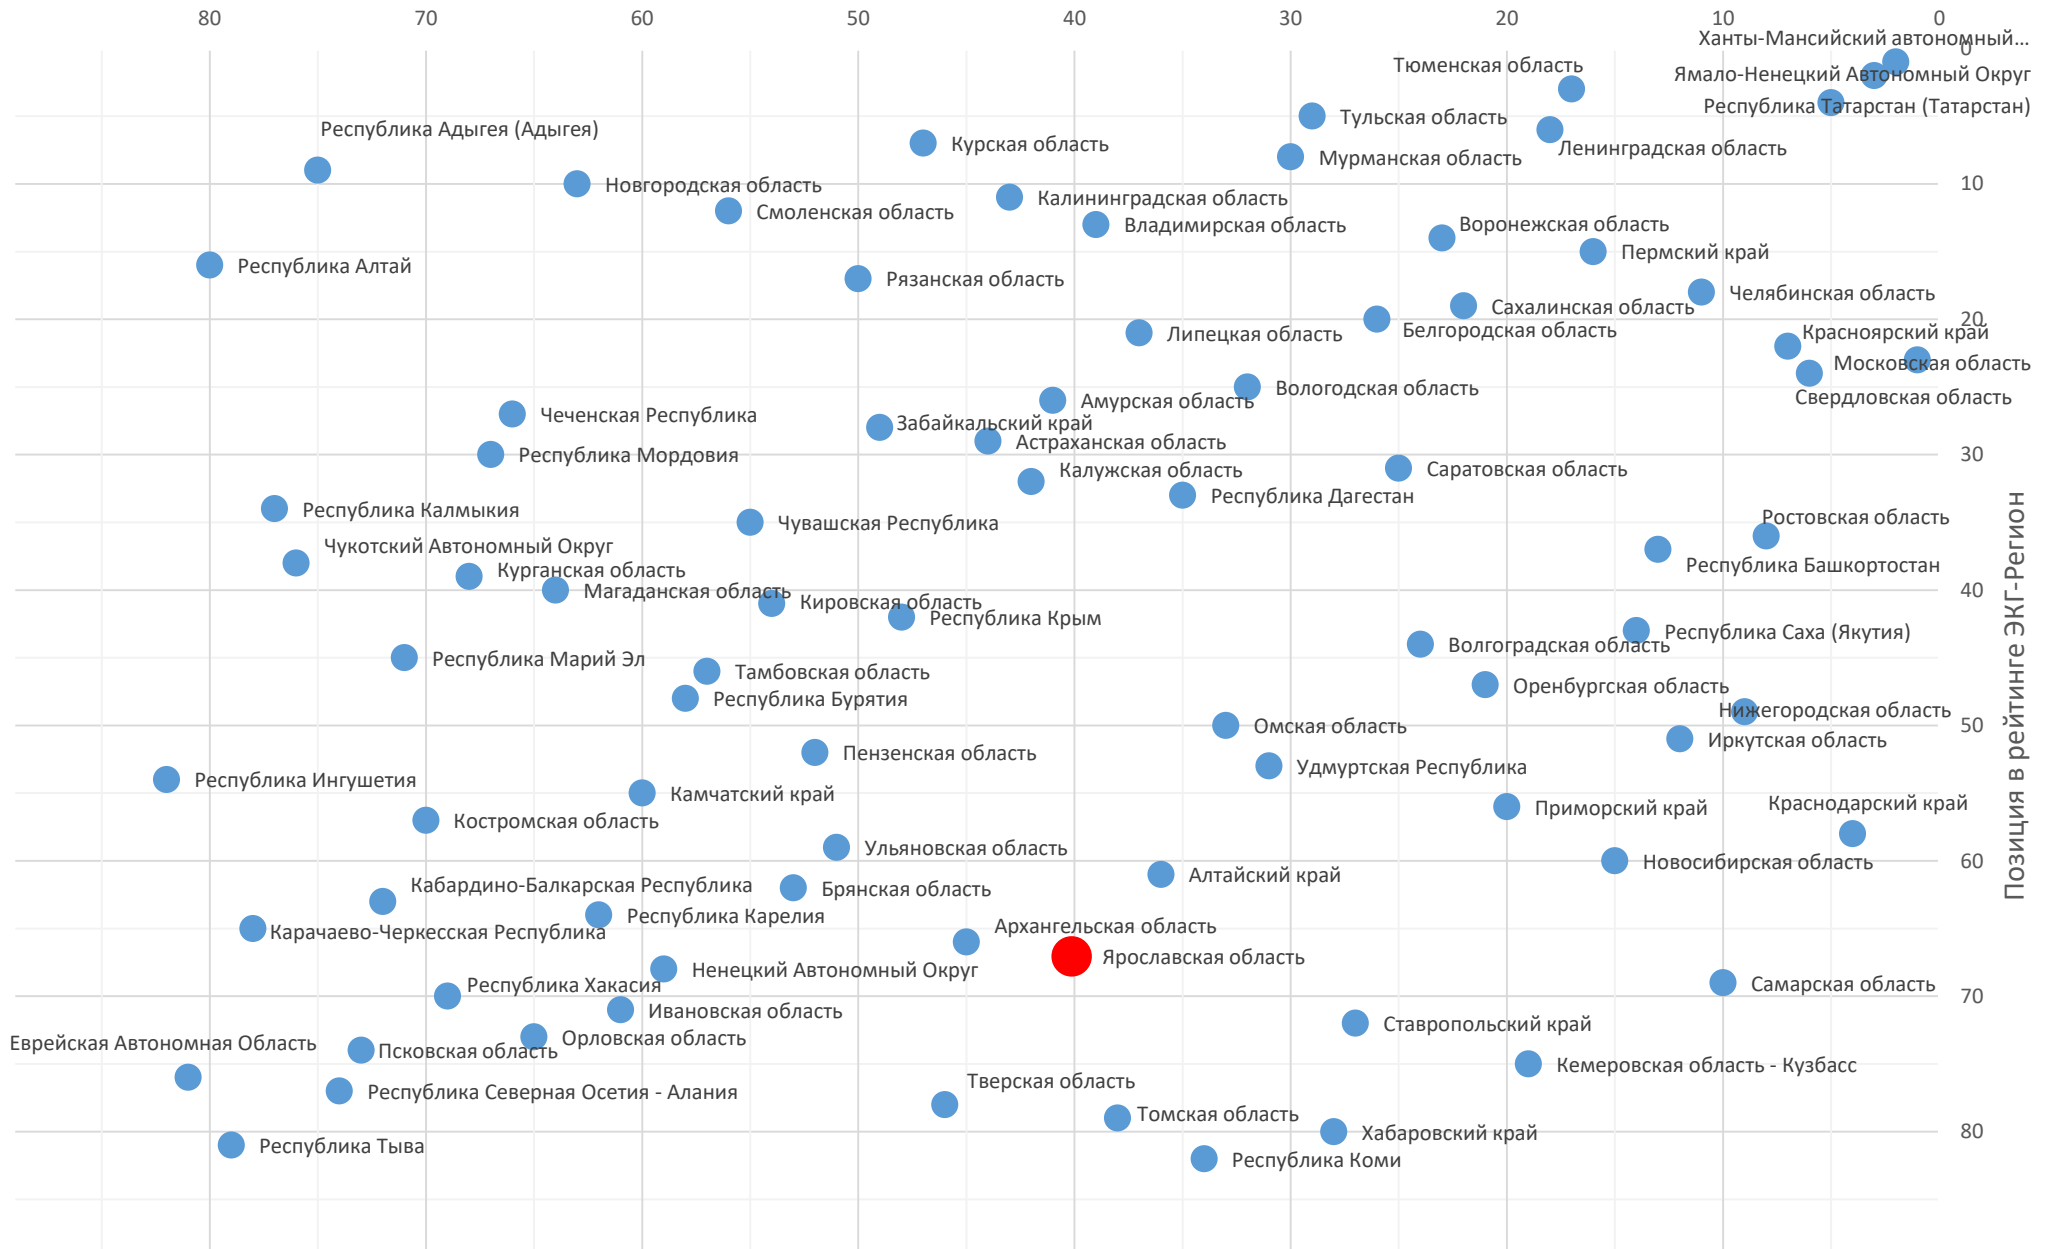 80 70 60 50 40 30 20 10 0
Ханты-Мансийский автономный...
0
Тюменская область
Ямало-Ненецкий Автономный Округ
Республика Татарстан (Татарстан)
Тульская область
Республика Адыгея (Адыгея)
Курская область
Ленинградская область
Мурманская область
Новгородская область
10
Калининградская область
Смоленская область
Владимирская область
Воронежская область
Пермский край
Республика Алтай
Рязанская область
Челябинская область
Сахалинская область
20
Белгородская область
Липецкая область
Красноярский край
Московская область
Вологодская область
Свердловская область
Амурская область
Чеченская Республика
Забайкальский край
Астраханская область
Республика Мордовия
30
Калужская область
Саратовская область
Республика Дагестан
Республика Калмыкия
Чувашская Республика
Ростовская область
Чукотский Автономный Округ
Республика Башкортостан
Курганская область
Магаданская область
40
Кировская область
Республика Крым
Республика Саха (Якутия)
Волгоградская область
Республика Марий Эл
Тамбовская область
Оренбургская область
Республика Бурятия
Нижегородская область
Омская область
50
Иркутская область
Пензенская область
Удмуртская Республика
Республика Ингушетия
Камчатский край
Краснодарский край
Приморский край
Костромская область
Ульяновская область
60
Новосибирская область
Алтайский край
Кабардино-Балкарская Республика
Брянская область
Республика Карелия
Архангельская область
Карачаево-Черкесская Республика
Ярославская область
Ненецкий Автономный Округ
Республика Хакасия
Самарская область
70
Ивановская область
Ставропольский край
Орловская область
Еврейская Автономная Область
Псковская область
Кемеровская область - Кузбасс
Тверская область
Республика Северная Осетия - Алания
Томская область
Хабаровский край
80
Республика Тыва
Республика Коми
Позиция в рейтинге ЭКГ-Регион